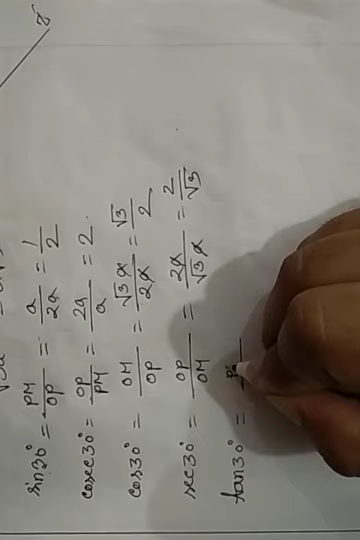 sin30° = PM/OP = a/2a = 1/2
cosec30° = OP/PM = 2a/a = 2.
cos30° = OM/OP = √3a/2a = √3/2
sec30° = OP/OM = 2a/√3a = 2/√3
tan30° =